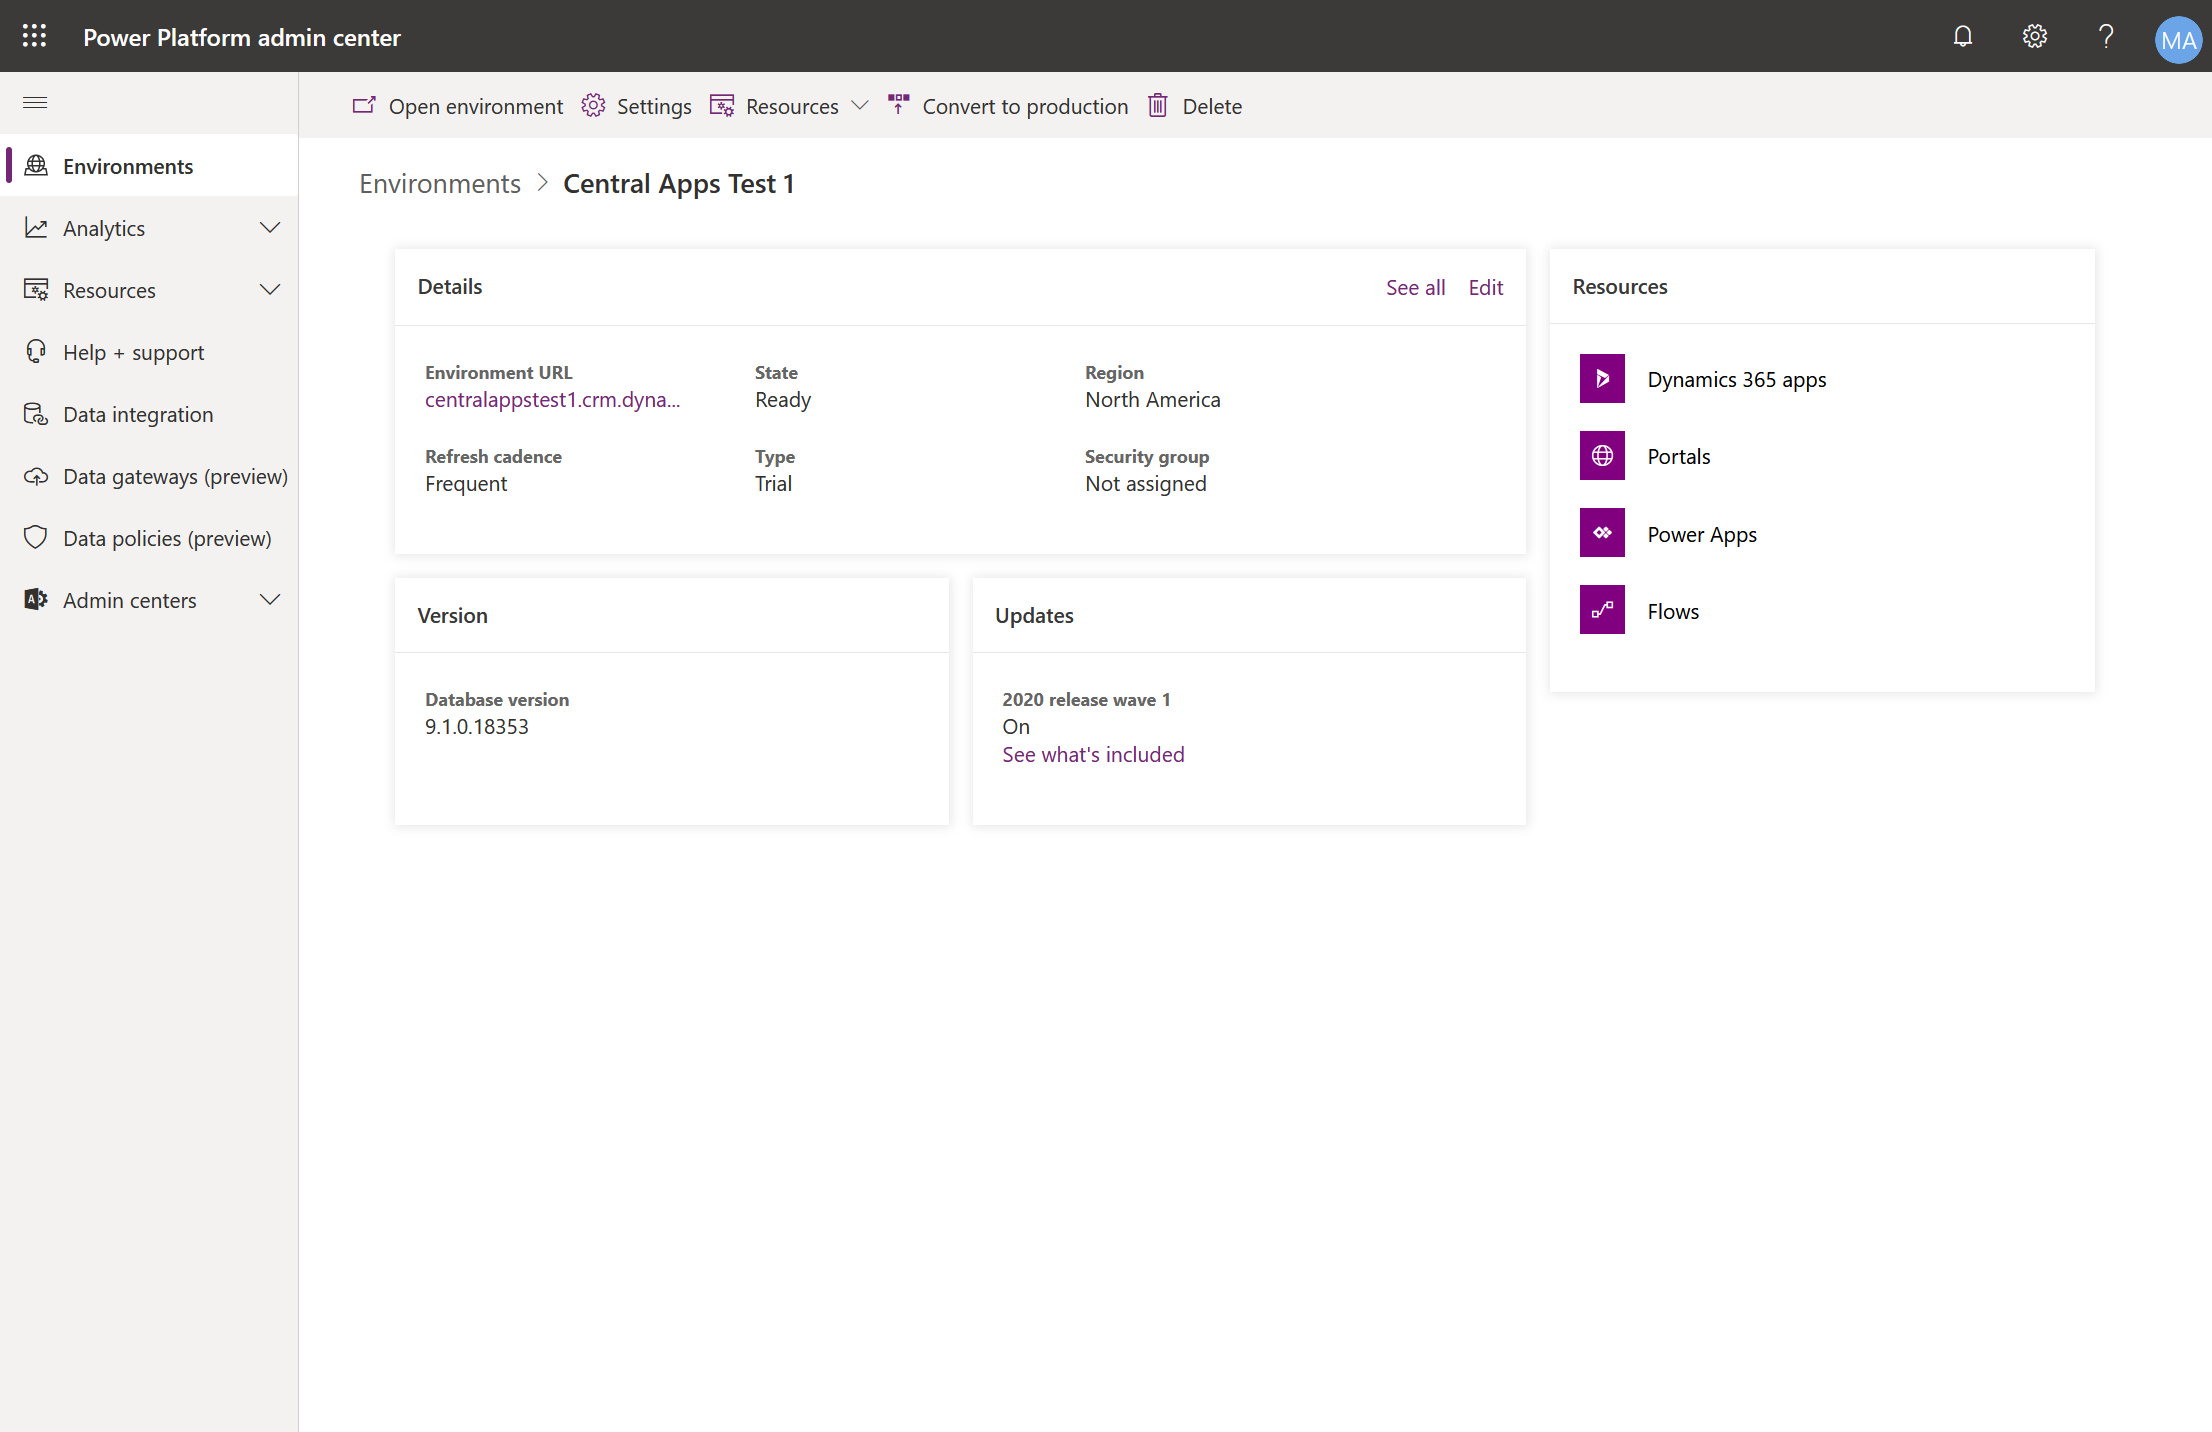 Power Platform admin center
MA
Open environment
Settings
Resources
Convert to production
Delete
Environments
Analytics
Resources
Help + support
Data integration
Data gateways (preview)
Data policies (preview)
Admin centers
Environments > Central Apps Test 1
Details
See all
Edit
Environment URL
centralappstest1.crm.dyna...
State
Ready
Region
North America
Refresh cadence
Frequent
Type
Trial
Security group
Not assigned
Version
Database version
9.1.0.18353
Updates
2020 release wave 1
On
See what's included
Resources
Dynamics 365 apps
Portals
Power Apps
Flows